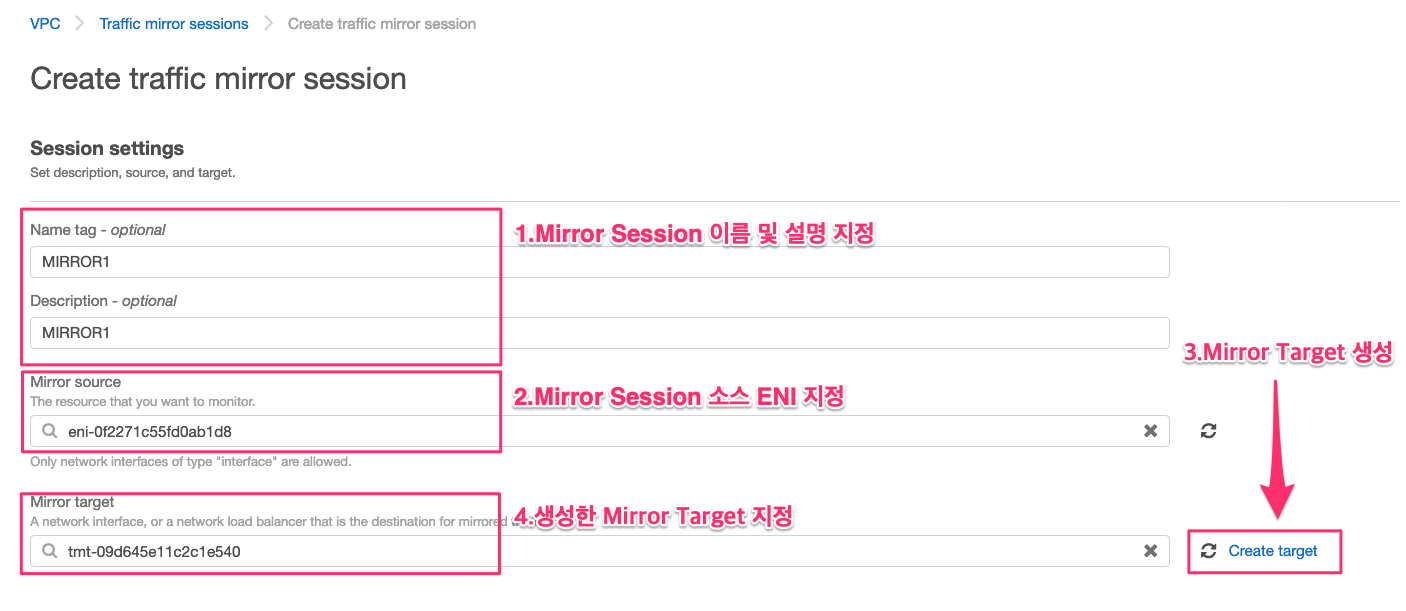 VPC > Traffic mirror sessions > Create traffic mirror session
Create traffic mirror session
Session settings
Set description, source, and target.
Name tag - optional
1.Mirror Session 이름 및 설명 지정
MIRROR1
Description - optional
MIRROR1
3.Mirror Target 생성
Mirror source
2.Mirror Session 소스 ENI 지정
The resource that you want to monitor.
eni-0f2271c55fd0ab1d8
Only network interfaces of type "interface" are allowed.
Mirror target
4.생성한 Mirror Target 지정
A network interface, or a network load balancer that is the destination for mirrored
tmt-09d645e11c2c1e540
Create target